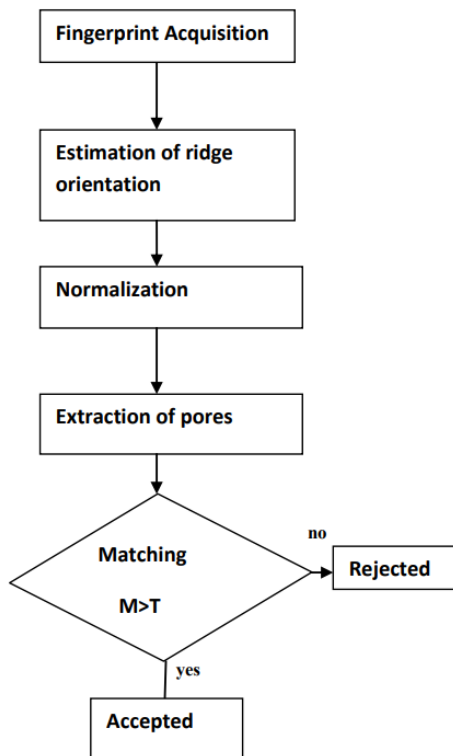 Fingerprint Acquisition
Estimation of ridge
orientation
Normalization
Extraction of pores
Matching
M>T
no
Rejected
yes
Accepted